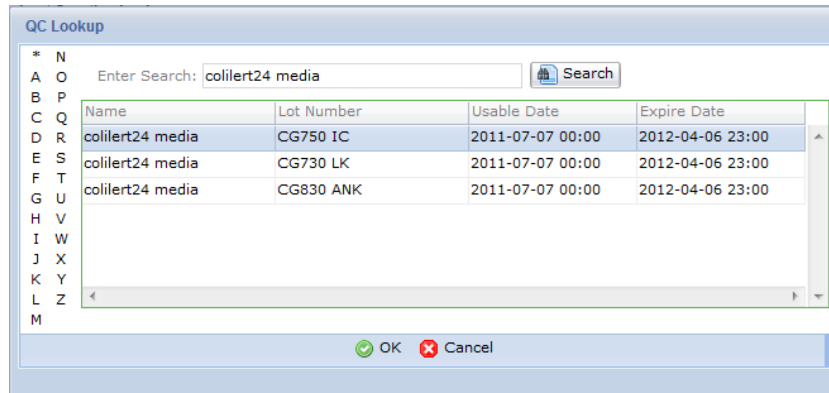 QC Lookup
* N
A O
B P
C Q
D R
E S
F T
G U
H V
I W
J X
K Y
L Z
M
Enter Search: colilert24 media Search
Name Lot Number Usable Date Expire Date
colilert24 media CG750 IC 2011-07-07 00:00 2012-04-06 23:00
colilert24 media CG730 LK 2011-07-07 00:00 2012-04-06 23:00
colilert24 media CG830 ANK 2011-07-07 00:00 2012-04-06 23:00
OK Cancel